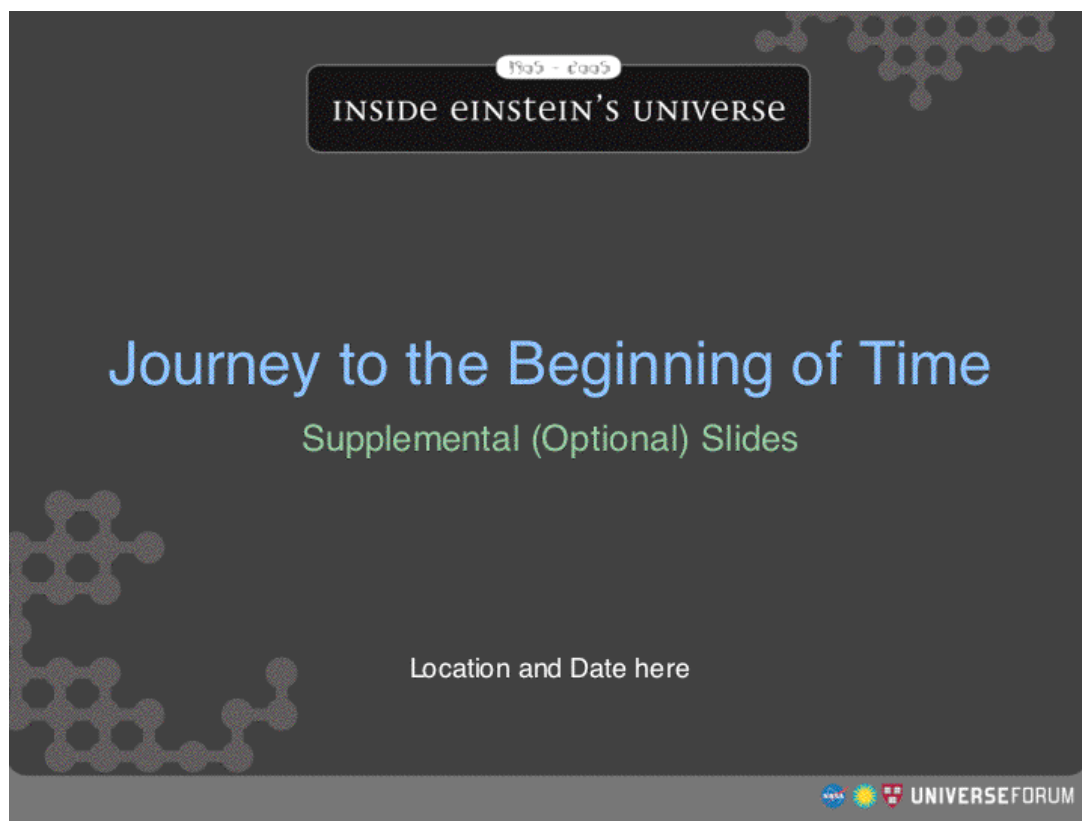 1905 - 2005
INSIDE EINSTEIN'S UNIVERSE
Journey to the Beginning of Time
Supplemental (Optional) Slides
Location and Date here
NASA UNIVERSEFORUM